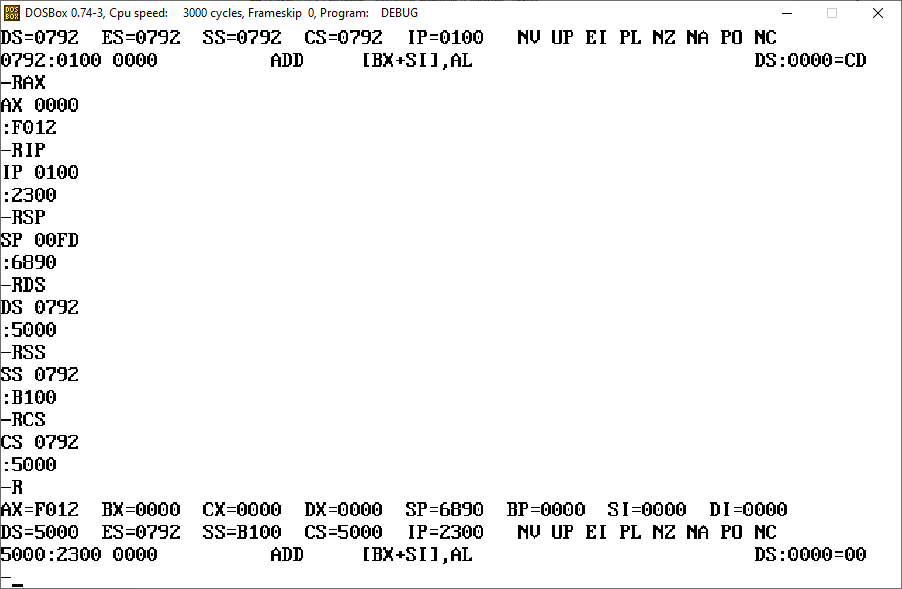 DOS BOX DOSBox 0.74-3, Cpu speed: 3000 cycles, Frameskip 0, Program: DEBUG
DS=0792 ES=0792 SS=0792 CS=0792 IP=0100 NV UP EI PL NZ NA PO NC
0792:0100 0000 ADD [BX+SI],AL DS:0000=CD
-RAX
AX 0000
:F012
-RIP
IP 0100
:2300
-RSP
SP 00FD
:6890
-RDS
DS 0792
:5000
-RSS
SS 0792
:B100
-RCS
CS 0792
:5000
-R
AX=F012 BX=0000 CX=0000 DX=0000 SP=6890 BP=0000 SI=0000 DI=0000
DS=5000 ES=0792 SS=B100 CS=5000 IP=2300 NV UP EI PL NZ NA PO NC
5000:2300 0000 ADD [BX+SI],AL DS:0000=00
-_